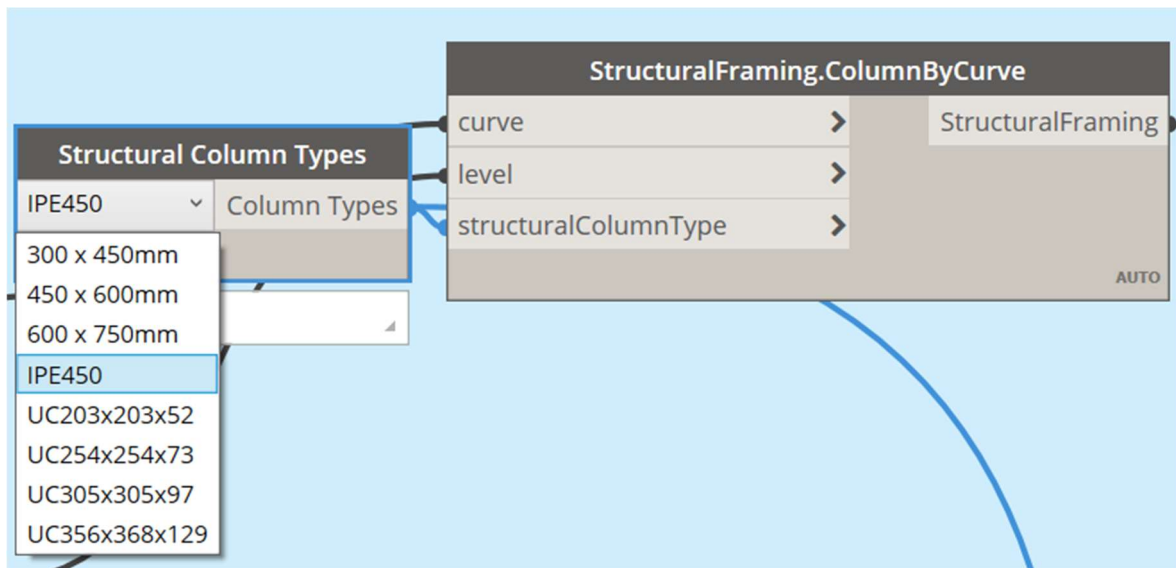 StructuralFraming.ColumnByCurve
curve
StructuralFraming
level
structuralColumnType
AUTO
Structural Column Types
IPE450
Column Types
300 x 450mm
450 x 600mm
600 x 750mm
IPE450
UC203x203x52
UC254x254x73
UC305x305x97
UC356x368x129